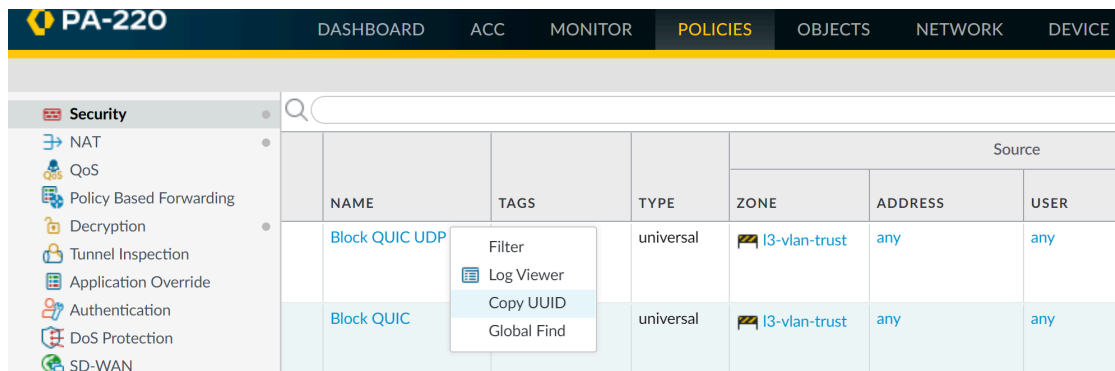 PA-220
DASHBOARD ACC MONITOR POLICIES OBJECTS NETWORK DEVICE
Security
NAT
QoS
Policy Based Forwarding
Decryption
Tunnel Inspection
Application Override
Authentication
DoS Protection
SD-WAN
Source
NAME TAGS TYPE ZONE ADDRESS USER
Block QUIC UDP universal l3-vlan-trust any any
Filter
Log Viewer
Copy UUID
Global Find
Block QUIC universal l3-vlan-trust any any